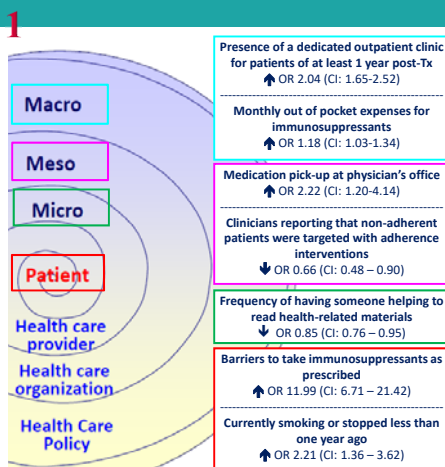 1
Macro
Meso
Micro
Patient
Health care
provider
Health care
organization
Health Care
Policy
Presence of a dedicated outpatient clinic
for patients of at least 1 year post-Tx
↑ OR 2.04 (CI: 1.65-2.52)
Monthly out of pocket expenses for
immunosuppressants
↑ OR 1.18 (CI: 1.03-1.34)
Medication pick-up at physician's office
↑ OR 2.22 (CI: 1.20-4.14)
Clinicians reporting that non-adherent
patients were targeted with adherence
interventions
↓ OR 0.66 (CI: 0.48 – 0.90)
Frequency of having someone helping to
read health-related materials
↓ OR 0.85 (CI: 0.76 – 0.95)
Barriers to take immunosuppressants as
prescribed
↑ OR 11.99 (CI: 6.71 – 21.42)
Currently smoking or stopped less than
one year ago
↑ OR 2.21 (CI: 1.36 – 3.62)